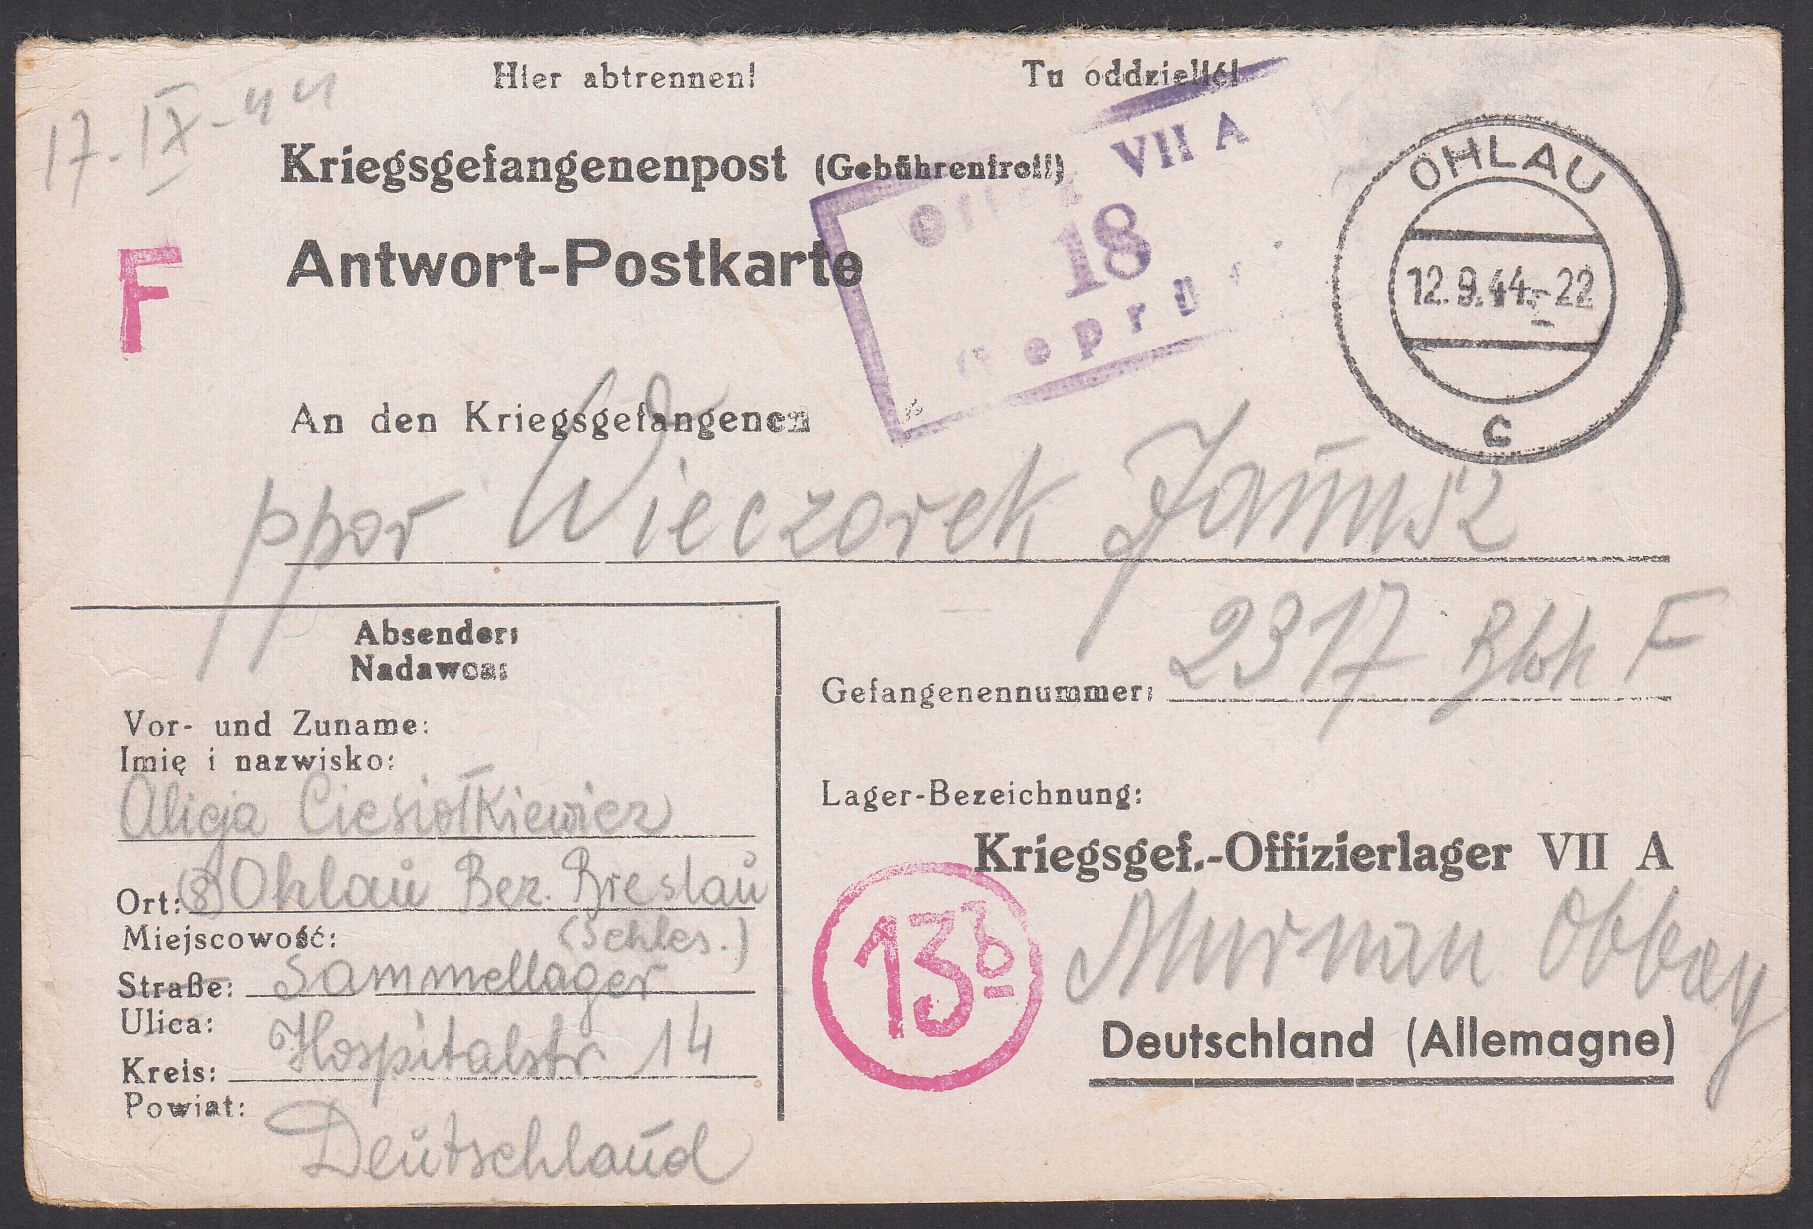 Hier abtrennen! Tu oddzielić!
17-IX-44
Kriegsgefangenenpost (Gebührenfrei!)
Oflag VII A
18
Geprüft
OHLAU
12.9.44.-22
c
F
Antwort-Postkarte
An den Kriegsgefangenen
ppor Wieczorek Janusz
Gefangenennummer: 2317 Blok F
Lager-Bezeichnung:
Kriegsgef.-Offizierlager VII A
13b
Murnau Obbay
Deutschland (Allemagne)
Absender:
Nadawca:
Vor- und Zuname:
Imię i nazwisko:
Alicja Ciesiołkiewicz
Ort: (8) Ohlau Bez. Breslau
Miejscowość: (Schles.)
Straße: Sammellager
Ulica:
Kreis: Hospitalstr 14
Powiat:
Deutschland